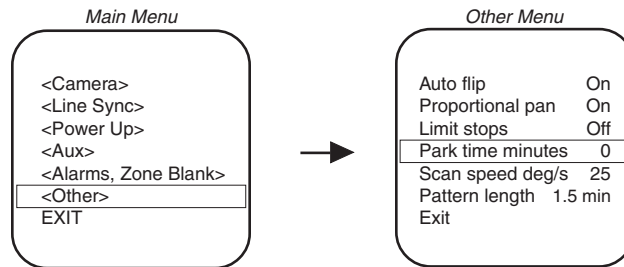 Main Menu
<Camera>
<Line Sync>
<Power Up>
<Aux>
<Alarms, Zone Blank>
<Other>
EXIT
Other Menu
Auto flip On
Proportional pan On
Limit stops Off
Park time minutes 0
Scan speed deg/s 25
Pattern length 1.5 min
Exit